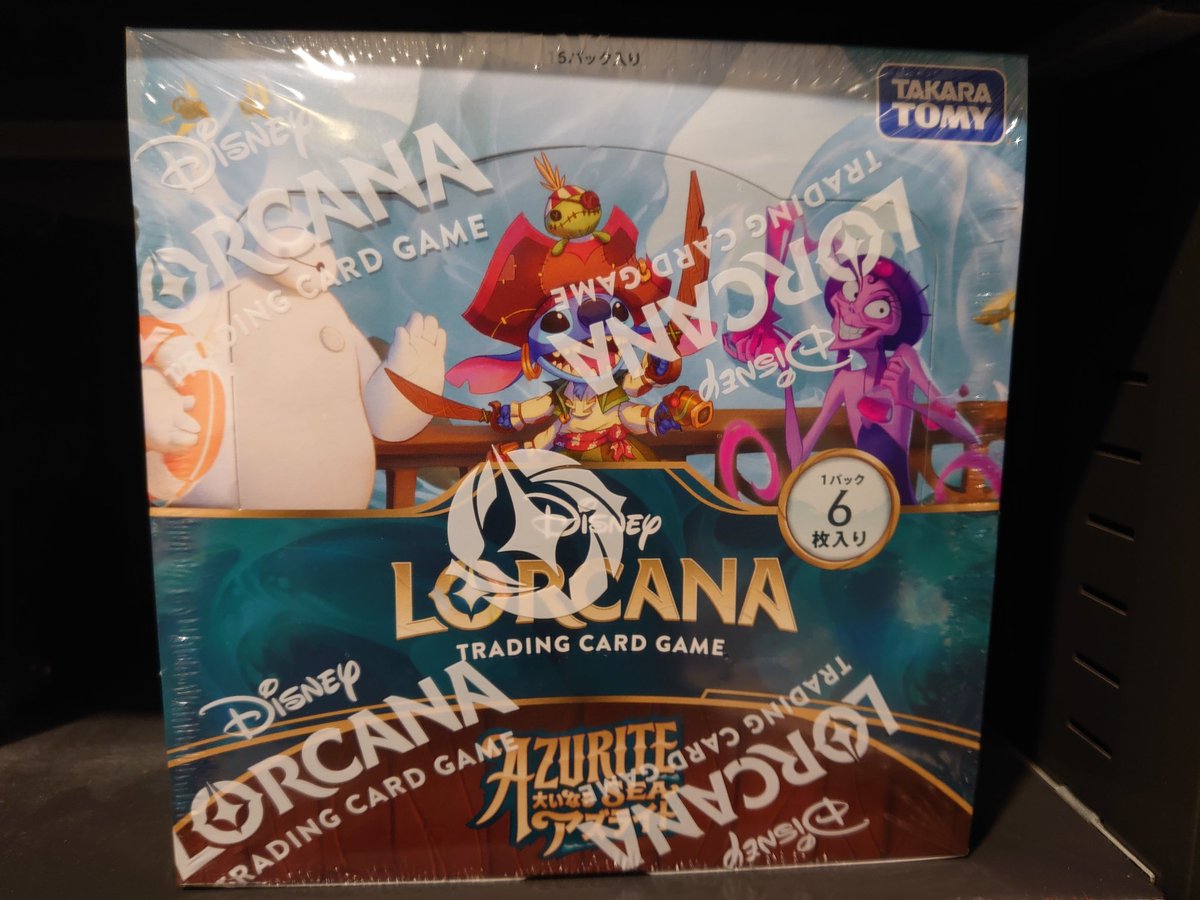 15パック入り
TAKARA
TOMY
Disney
LORCANA
TRADING CARD GAME
Disney
LORCANA
TRADING CARD GAME
1パック
6
枚入り
Disney
LORCANA
TRADING CARD GAME
Disney
LORCANA
TRADING CARD GAME
AZURITE
大いなる SEA
アズライト
Disney
LORCANA
TRADING CARD GAME